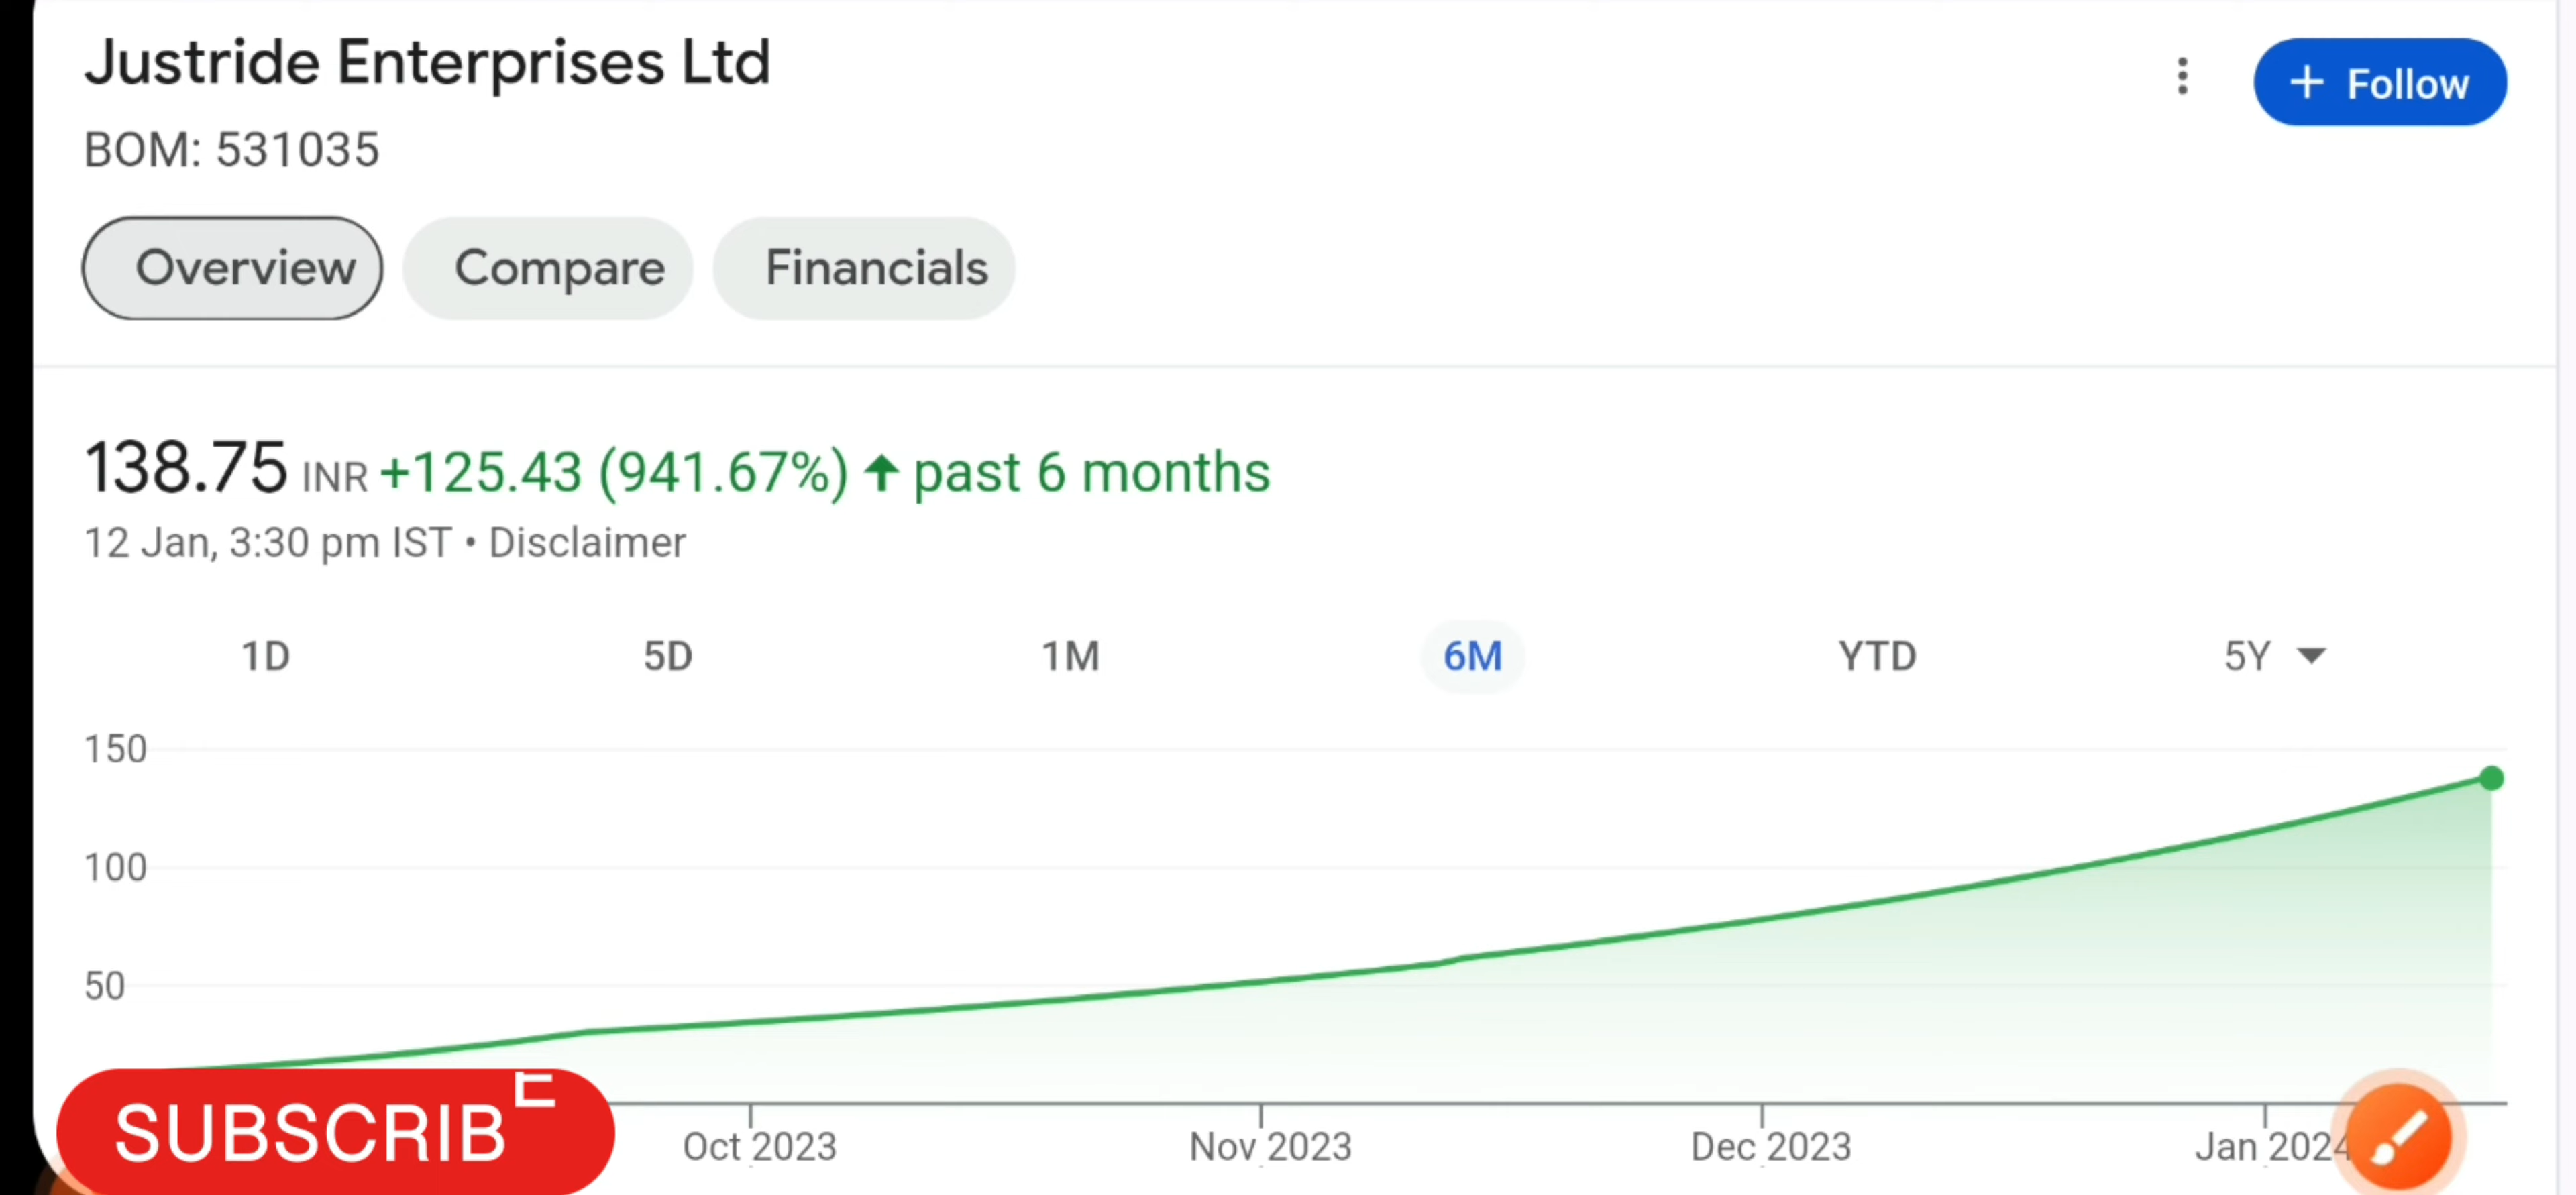 Justride Enterprises Ltd
+ Follow
BOM: 531035
Overview
Compare
Financials
138.75 INR +125.43 (941.67%) ↑ past 6 months
12 Jan, 3:30 pm IST • Disclaimer
1D 5D 1M 6M YTD 5Y
150
100
50
Oct 2023 Nov 2023 Dec 2023 Jan 2024
SUBSCRIBE